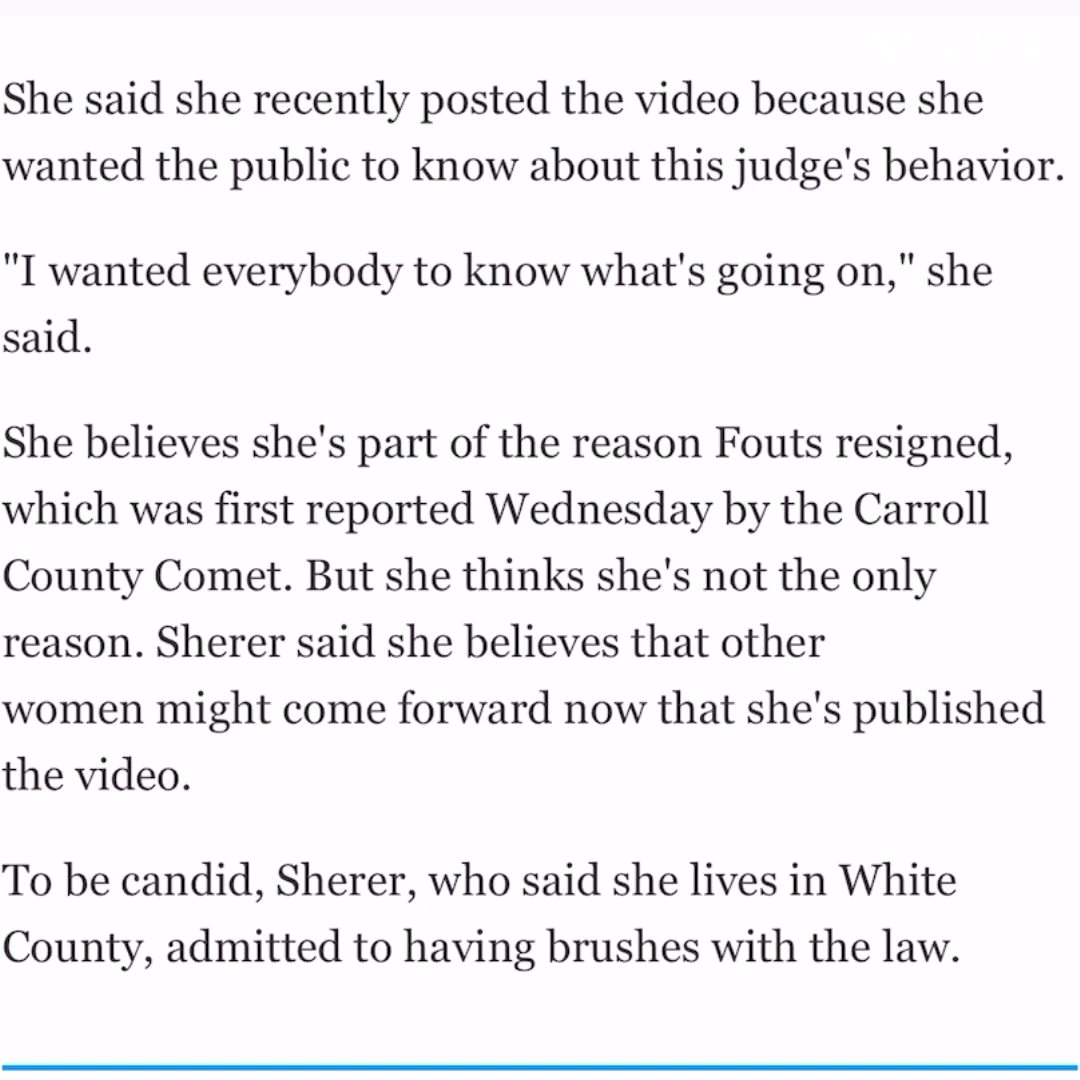 She said she recently posted the video because she
wanted the public to know about this judge's behavior.
"I wanted everybody to know what's going on," she
said.
She believes she's part of the reason Fouts resigned,
which was first reported Wednesday by the Carroll
County Comet. But she thinks she's not the only
reason. Sherer said she believes that other
women might come forward now that she's published
the video.
To be candid, Sherer, who said she lives in White
County, admitted to having brushes with the law.